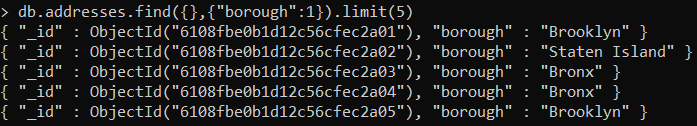 > db.addresses.find({},{"borough":1}).limit(5)
{ "_id" : ObjectId("6108fbe0b1d12c56cfec2a01"), "borough" : "Brooklyn" }
{ "_id" : ObjectId("6108fbe0b1d12c56cfec2a02"), "borough" : "Staten Island" }
{ "_id" : ObjectId("6108fbe0b1d12c56cfec2a03"), "borough" : "Bronx" }
{ "_id" : ObjectId("6108fbe0b1d12c56cfec2a04"), "borough" : "Bronx" }
{ "_id" : ObjectId("6108fbe0b1d12c56cfec2a05"), "borough" : "Brooklyn" }